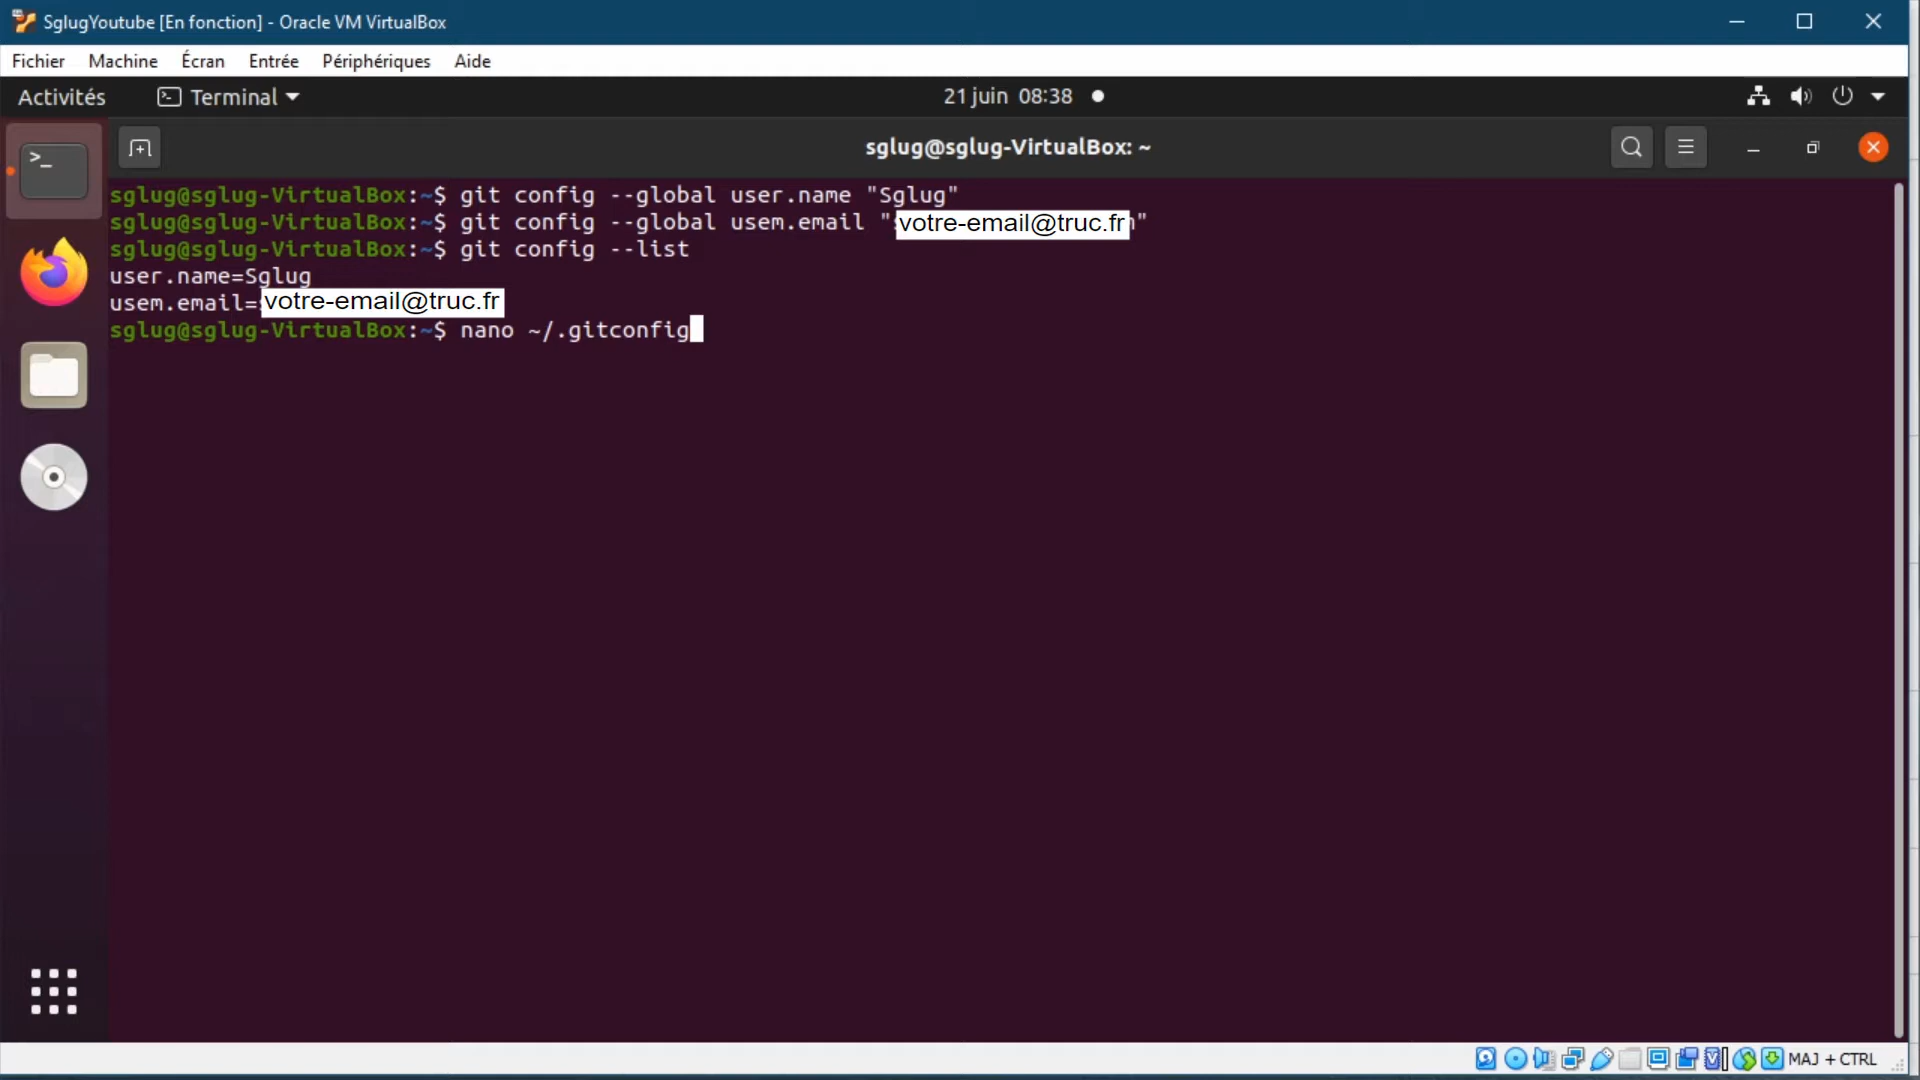 SglugYoutube [En fonction] - Oracle VM VirtualBox
Fichier Machine Écran Entrée Périphériques Aide
Activités Terminal 21 juin 08:38
sglug@sglug-VirtualBox: ~
sglug@sglug-VirtualBox:~$ git config --global user.name "Sglug"
sglug@sglug-VirtualBox:~$ git config --global usem.email "votre-email@truc.fr"
sglug@sglug-VirtualBox:~$ git config --list
user.name=Sglug
usem.email=votre-email@truc.fr
sglug@sglug-VirtualBox:~$ nano ~/.gitconfig
MAJ + CTRL